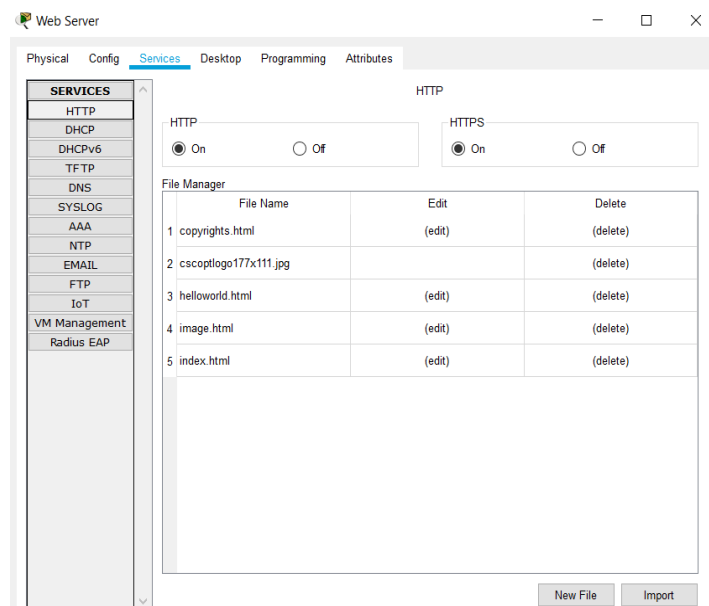 Web Server
Physical Config Services Desktop Programming Attributes
SERVICES
HTTP
DHCP
DHCPv6
TFTP
DNS
SYSLOG
AAA
NTP
EMAIL
FTP
IoT
VM Management
Radius EAP
HTTP
HTTP
On Off
HTTPS
On Off
File Manager
File Name Edit Delete
1 copyrights.html (edit) (delete)
2 cscoptlogo177x111.jpg (delete)
3 helloworld.html (edit) (delete)
4 image.html (edit) (delete)
5 index.html (edit) (delete)
New File Import